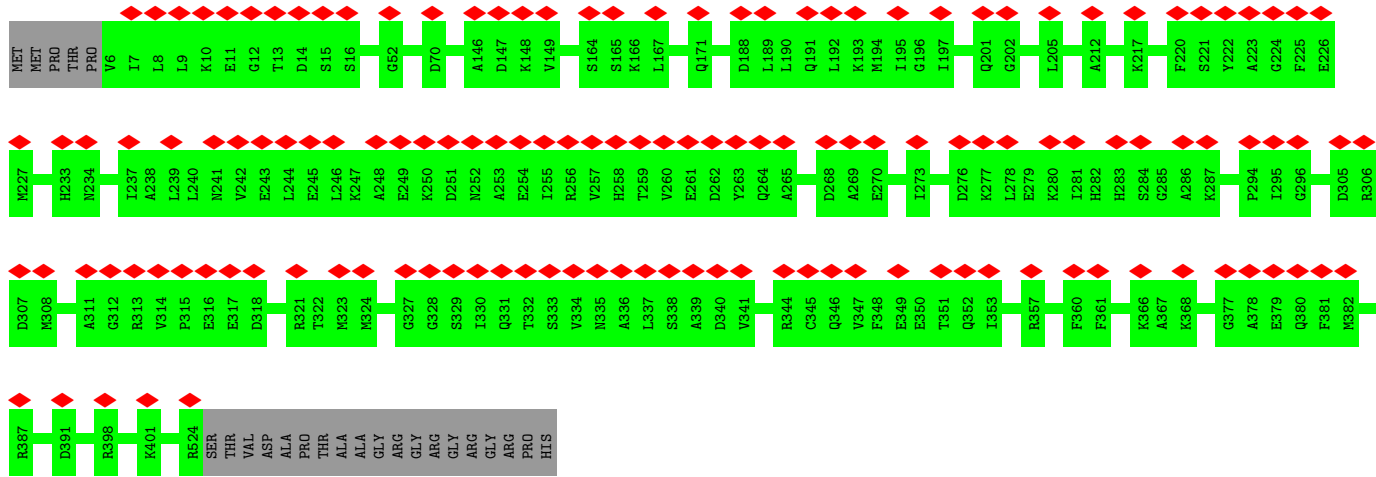 MET MET PRO THR PRO V6 I7 L8 L9 K10 E11 G12 T13 D14 S15 S16 G52 D70 A146 D147 K148 V149 S164 S165 K166 L167 Q171 D188 L189 L190 Q191 L192 K193 M194 I195 G196 I197 Q201 G202 L205 A212 K217 F220 S221 Y222 A223 G224 F225 E226
M227 H233 N234 I237 A238 L239 L240 N241 V242 E243 L244 E245 L246 K247 A248 E249 K250 D251 N252 A253 E254 I255 R256 V257 H258 T259 V260 E261 D262 Y263 Q264 A265 D268 A269 E270 I273 D276 K277 L278 E279 K280 I281 H282 H283 S284 G285 A286 K287 P294 I295 G296 D305 R306
D307 M308 A311 G312 R313 V314 P315 E316 E317 D318 R321 T322 M323 M324 G327 G328 S329 I330 Q331 T332 S333 V334 N335 A336 L337 S338 A339 D340 V341 R344 C345 Q346 V347 F348 E349 E350 T351 Q352 I353 R357 F360 F361 K366 A367 K368 G377 A378 E379 Q380 F381 M382
R387 D391 R398 K401 R524 SER THR VAL ASP ALA PRO THR ALA ALA GLY ARG GLY ARG GLY ARG GLY ARG PRO HIS